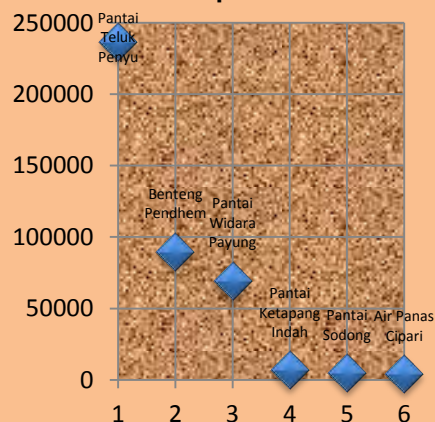 250000
200000
150000
100000
50000
0
Pantai
Teluk
Penyu
Benteng
Pendhem
Pantai
Widara
Payung
Pantai
Ketapang
Indah
Pantai
Sodong
Air Panas
Cipari
1 2 3 4 5 6